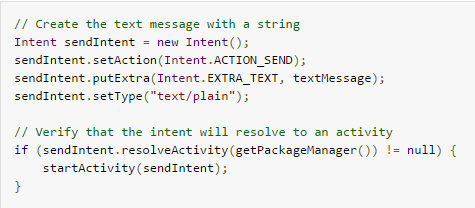 // Create the text message with a string
Intent sendIntent = new Intent();
sendIntent.setAction(Intent.ACTION_SEND);
sendIntent.putExtra(Intent.EXTRA_TEXT, textMessage);
sendIntent.setType("text/plain");

// Verify that the intent will resolve to an activity
if (sendIntent.resolveActivity(getPackageManager()) != null) {
    startActivity(sendIntent);
}